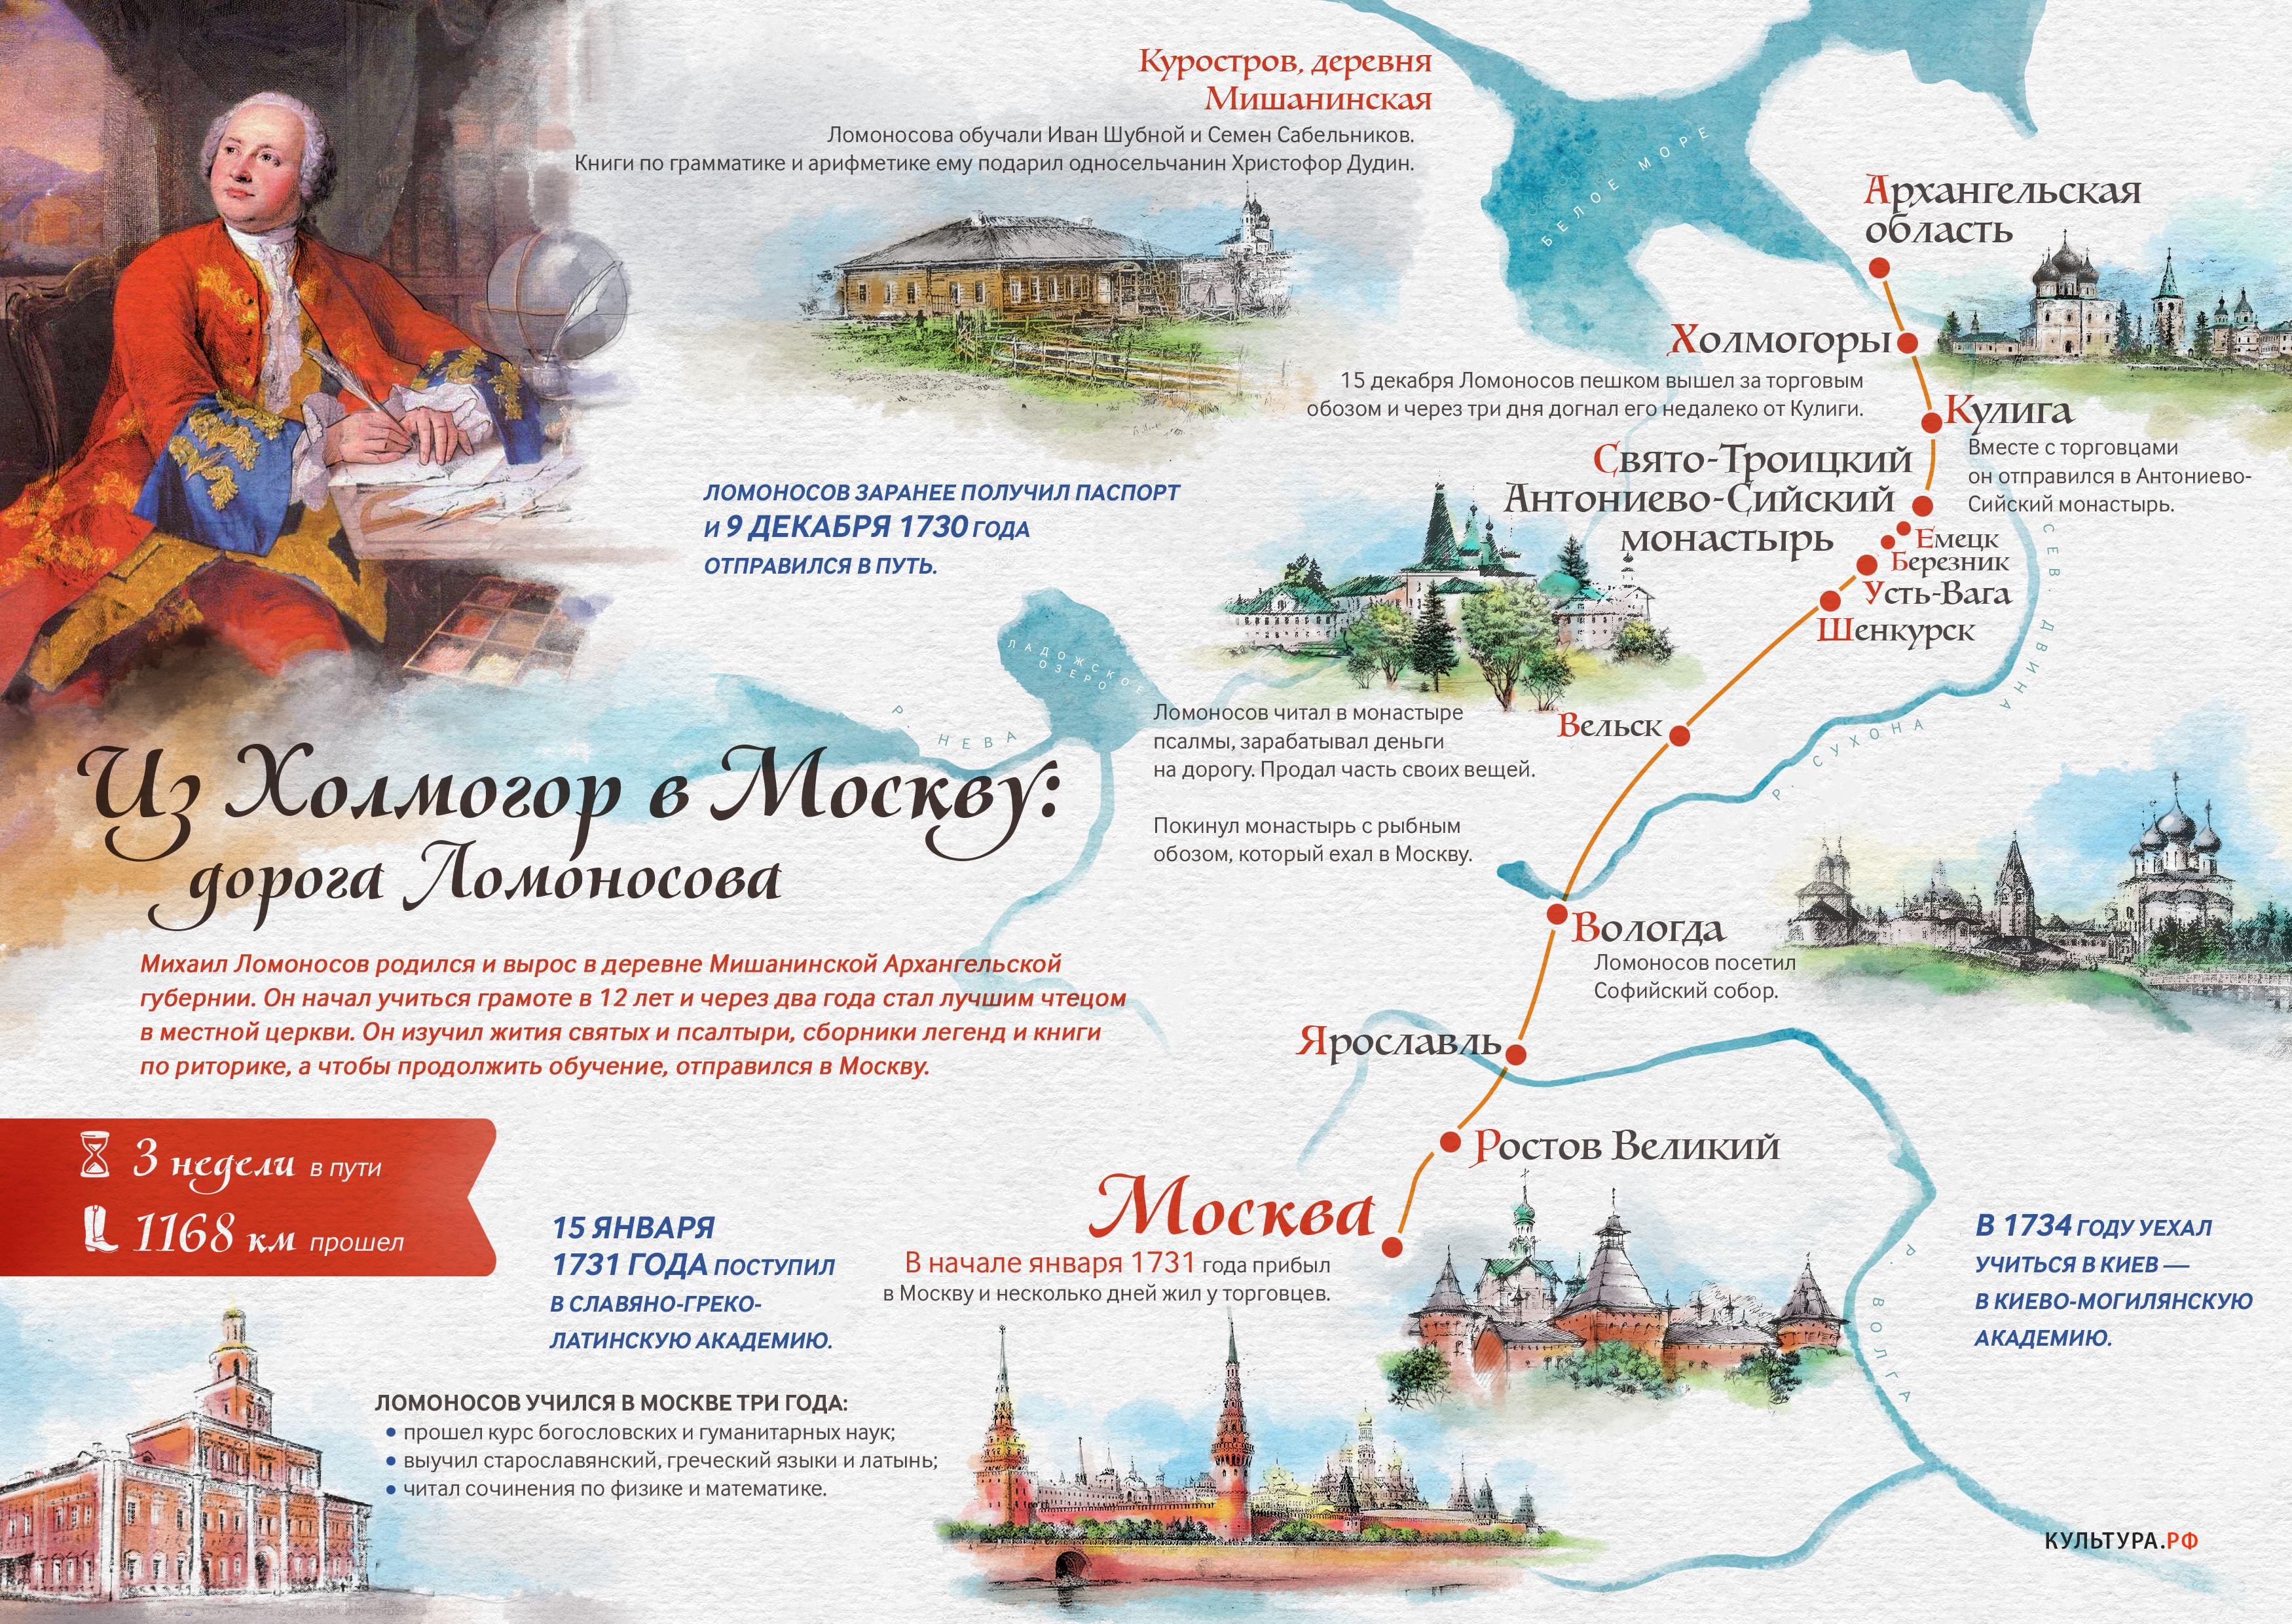 Куростров, деревня
Мишанинская
Ломоносова обучали Иван Шубной и Семен Сабельников.
Книги по грамматике и арифметике ему подарил односельчанин Христофор Дудин.
БЕЛОЕ МОРЕ
Архангельская
область
Холмогоры
15 декабря Ломоносов пешком вышел за торговым
обозом и через три дня догнал его недалеко от Кулиги.
Кулига
Вместе с торговцами
он отправился в Антониево-
Сийский монастырь.
Свято-Троицкий
Антониево-Сийский
монастырь
Емецк
Березник
Усть-Вага
Шенкурск
СЕВ. ДВИНА
ЛОМОНОСОВ ЗАРАНЕЕ ПОЛУЧИЛ ПАСПОРТ
И 9 ДЕКАБРЯ 1730 ГОДА
ОТПРАВИЛСЯ В ПУТЬ.
ЛАДОЖСКОЕ
ОЗЕРО
Р. НЕВА
Ломоносов читал в монастыре
псалмы, зарабатывал деньги
на дорогу. Продал часть своих вещей.
Покинул монастырь с рыбным
обозом, который ехал в Москву.
Вельск
Р. СУХОНА
Из Холмогор в Москву:
дорога Ломоносова
Михаил Ломоносов родился и вырос в деревне Мишанинской Архангельской
губернии. Он начал учиться грамоте в 12 лет и через два года стал лучшим чтецом
в местной церкви. Он изучил жития святых и псалтыри, сборники легенд и книги
по риторике, а чтобы продолжить обучение, отправился в Москву.
Вологда
Ломоносов посетил
Софийский собор.
Ярославль
Ростов Великий
3 недели в пути
1168 км прошел
15 ЯНВАРЯ
1731 ГОДА ПОСТУПИЛ
В СЛАВЯНО-ГРЕКО-
ЛАТИНСКУЮ АКАДЕМИЮ.
Москва
В начале января 1731 года прибыл
в Москву и несколько дней жил у торговцев.
Р. ВОЛГА
В 1734 ГОДУ УЕХАЛ
УЧИТЬСЯ В КИЕВ —
В КИЕВО-МОГИЛЯНСКУЮ
АКАДЕМИЮ.
ЛОМОНОСОВ УЧИЛСЯ В МОСКВЕ ТРИ ГОДА:
• прошел курс богословских и гуманитарных наук;
• выучил старославянский, греческий языки и латынь;
• читал сочинения по физике и математике.
КУЛЬТУРА.РФ